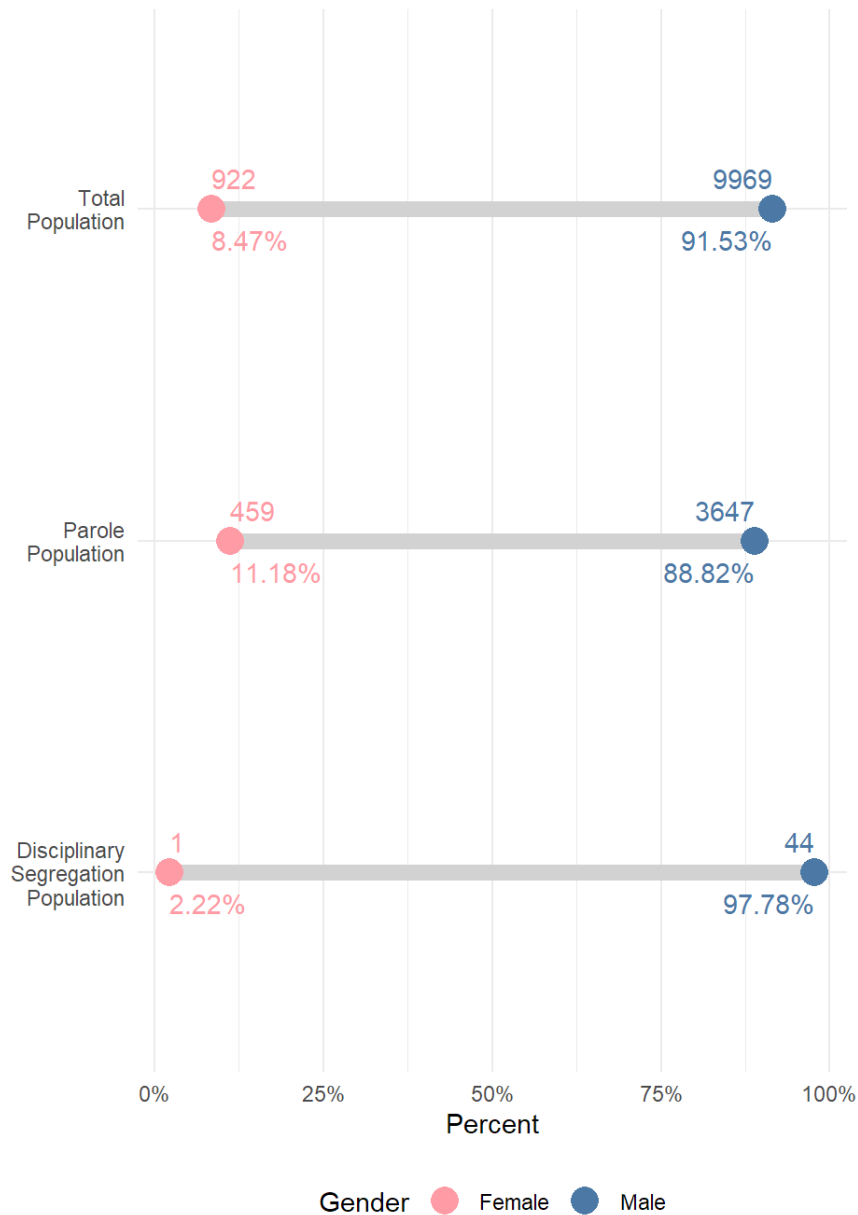 922
9969
Total
Population
8.47%
91.53%
459
3647
Parole
Population
11.18%
88.82%
1
44
Disciplinary
Segregation
Population
2.22%
97.78%
0%
25%
50%
75%
100%
Percent
Gender
Female
Male